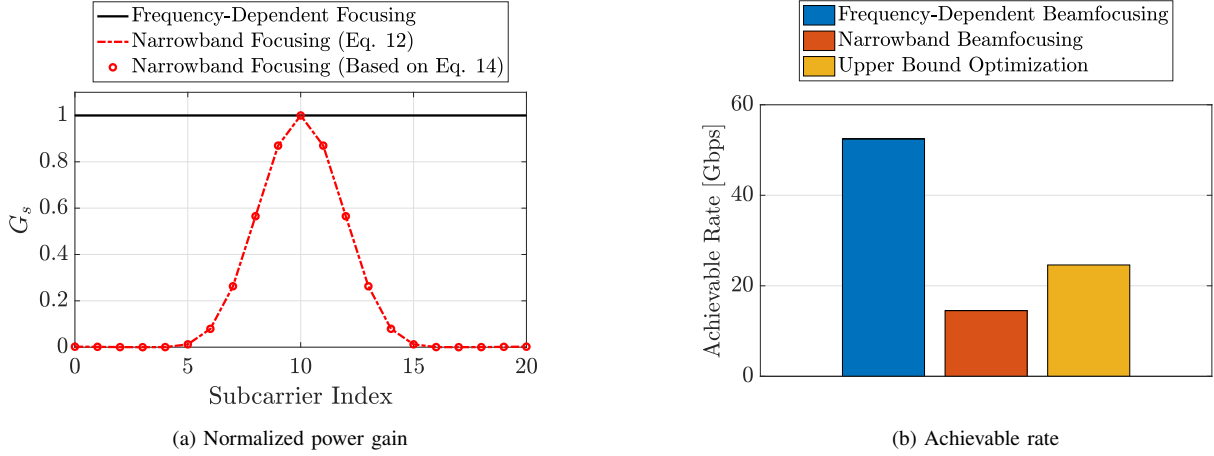 Frequency-Dependent Focusing
Narrowband Focusing (Eq. 12)
Narrowband Focusing (Based on Eq. 14)
1
0.8
0.6
0.4
0.2
0
G_s
0 5 10 15 20
Subcarrier Index
(a) Normalized power gain
Frequency-Dependent Beamfocusing
Narrowband Beamfocusing
Upper Bound Optimization
60
40
20
0
Achievable Rate [Gbps]
(b) Achievable rate